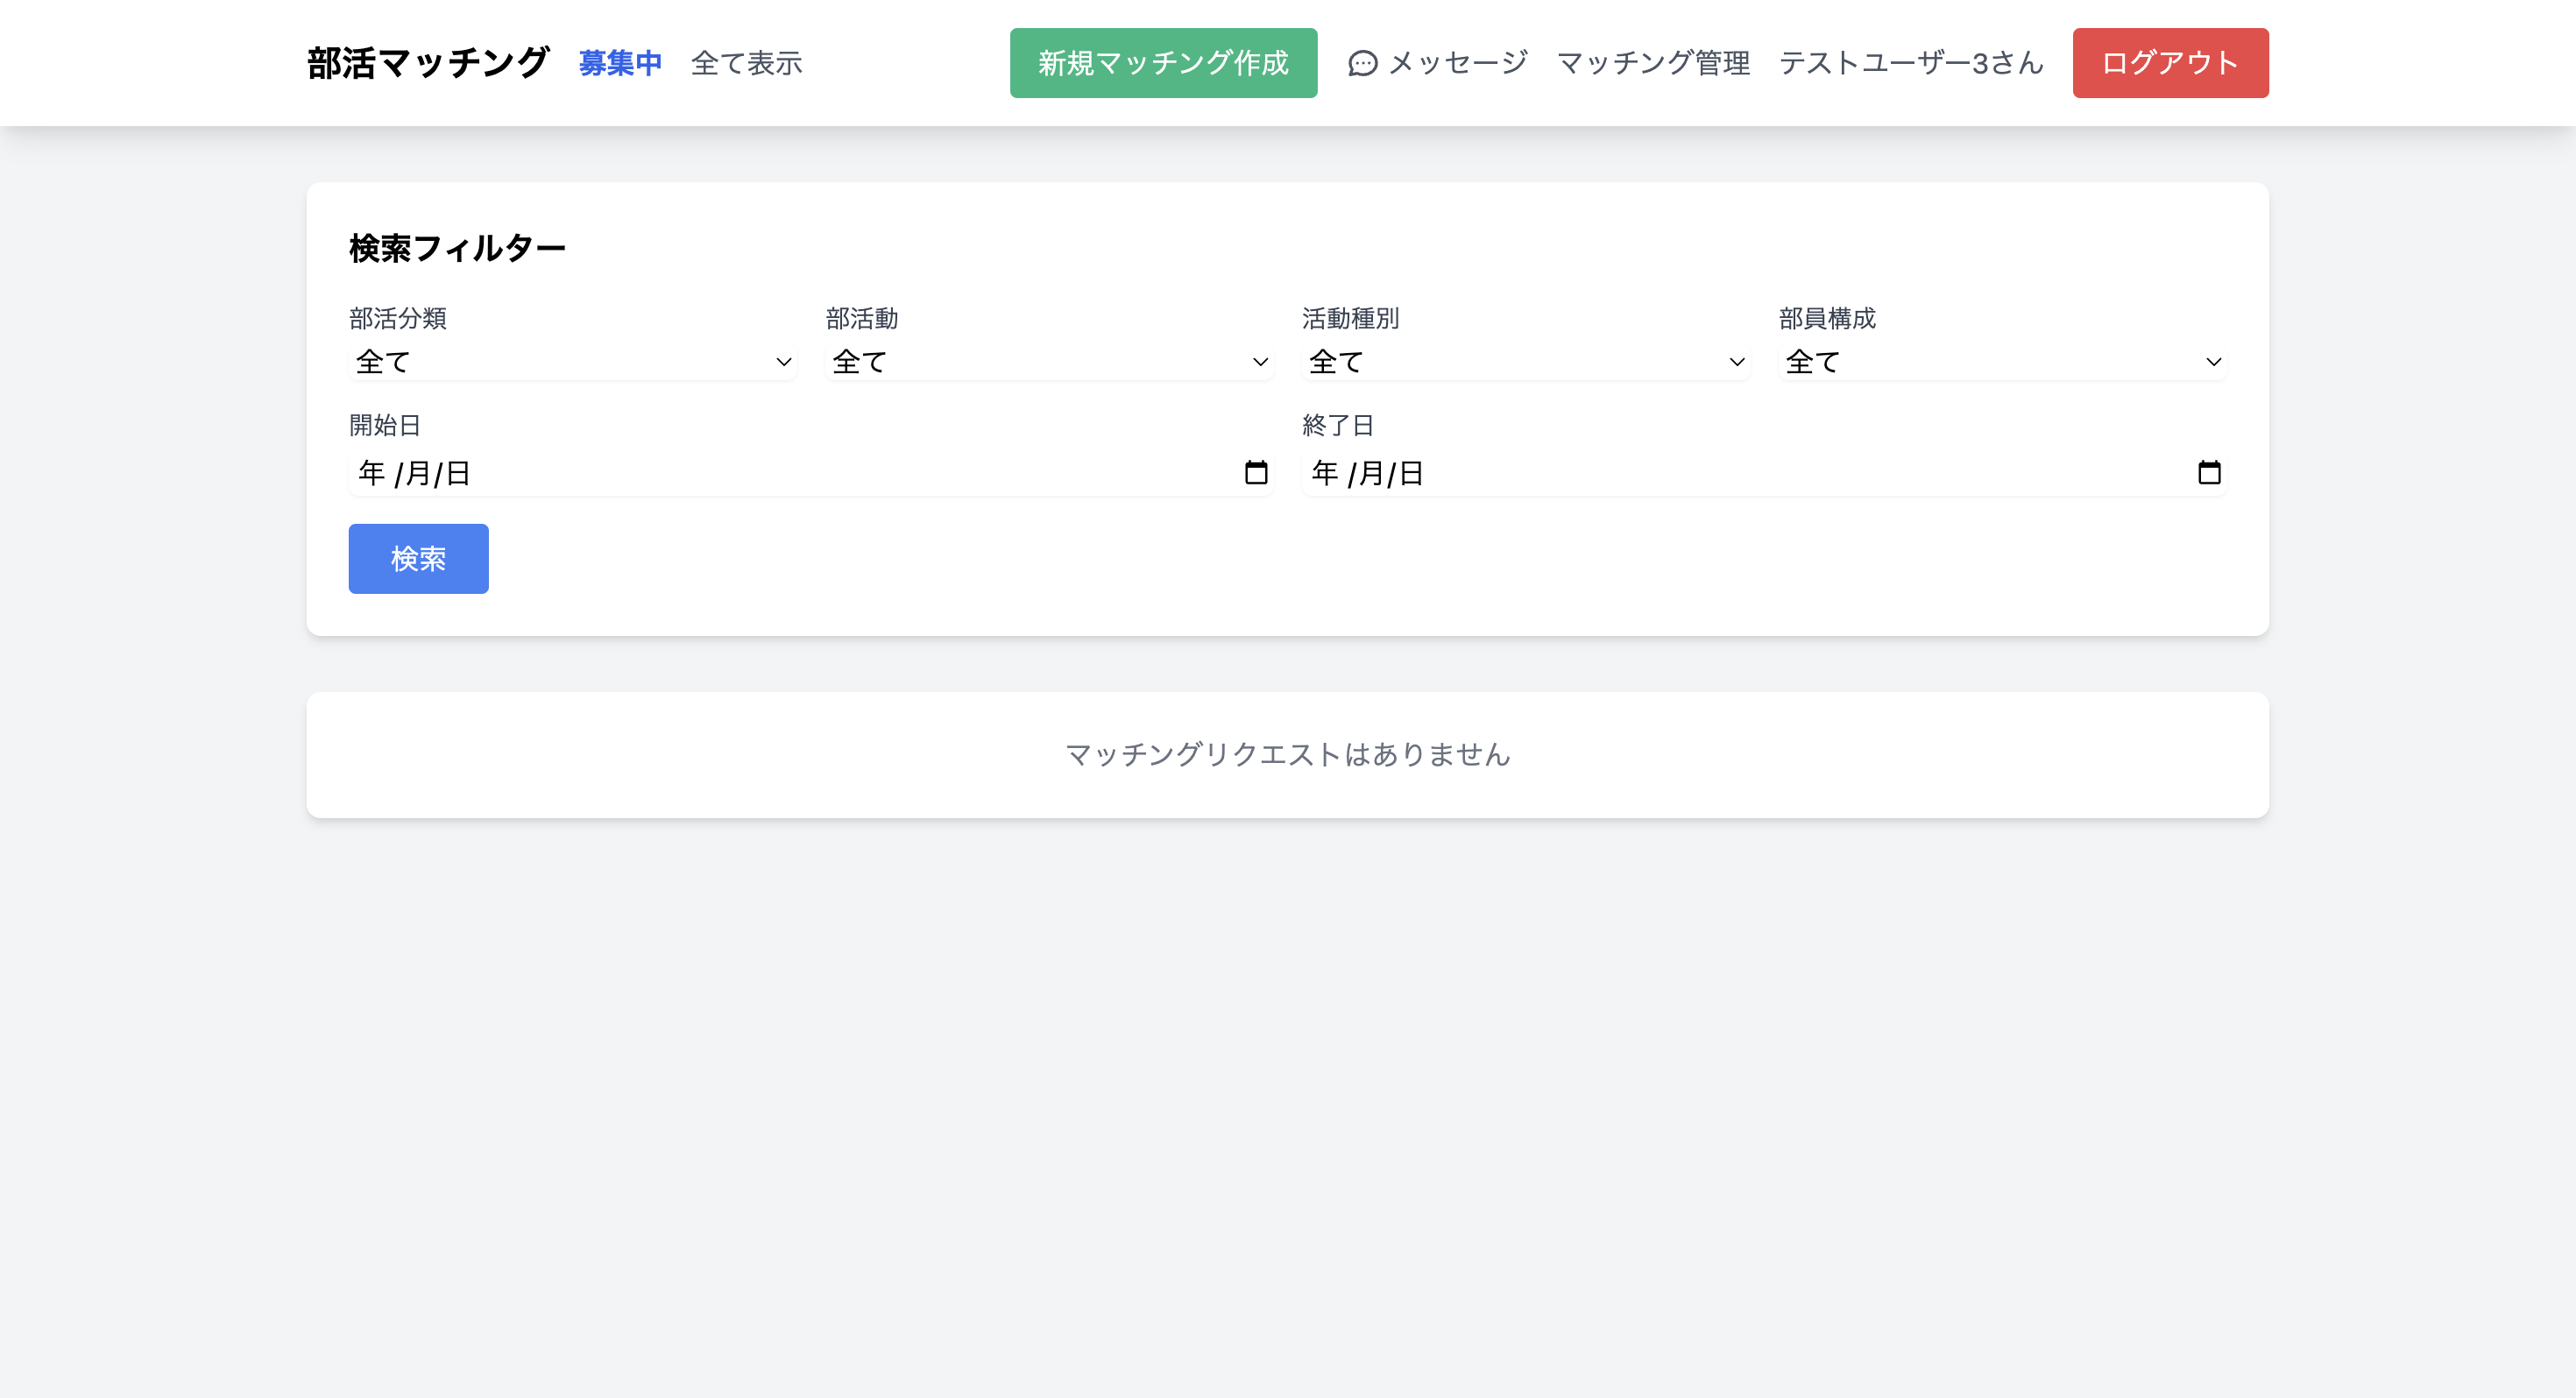 部活マッチング 募集中 全て表示 新規マッチング作成 メッセージ マッチング管理 テストユーザー3さん ログアウト
検索フィルター
部活分類 部活動 活動種別 部員構成
全て 全て 全て 全て
開始日 終了日
年 /月/日 年 /月/日
検索
マッチングリクエストはありません